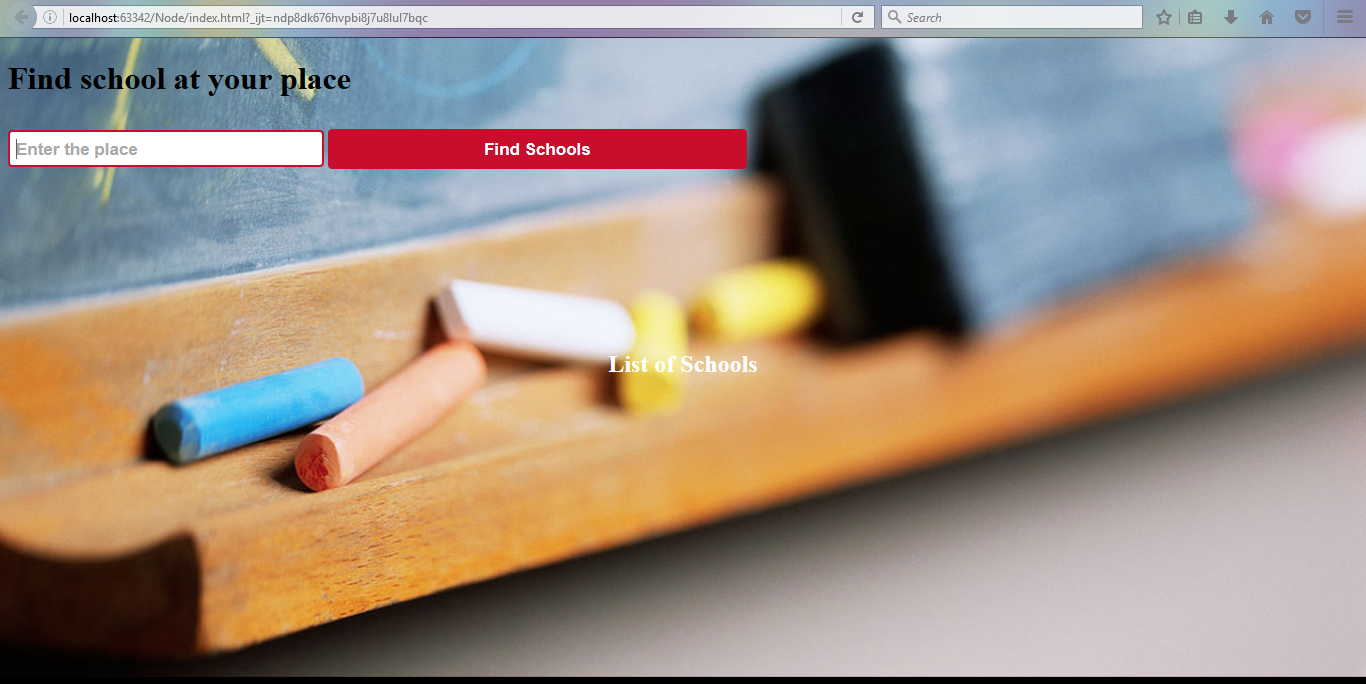 localhost:63342/Node/index.html?_ijt=ndp8dk676hvpbi8j7u8lul7bqc
Search
Find school at your place
Enter the place
Find Schools
List of Schools